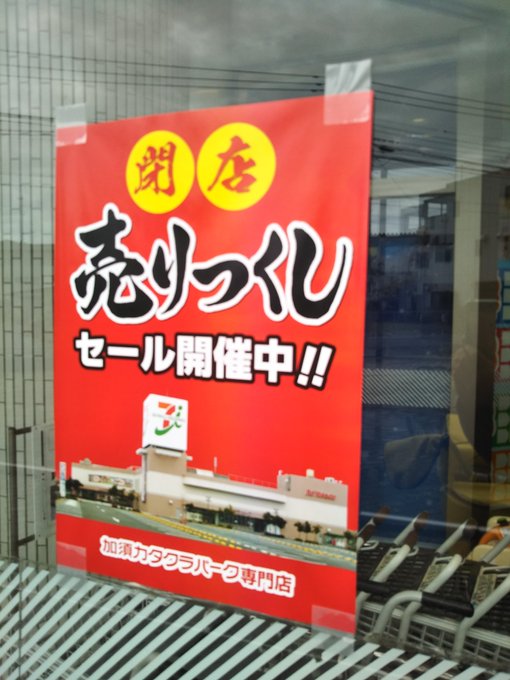 閉店
売りつくし
セール開催中!!
加須カタクラパーク専門店